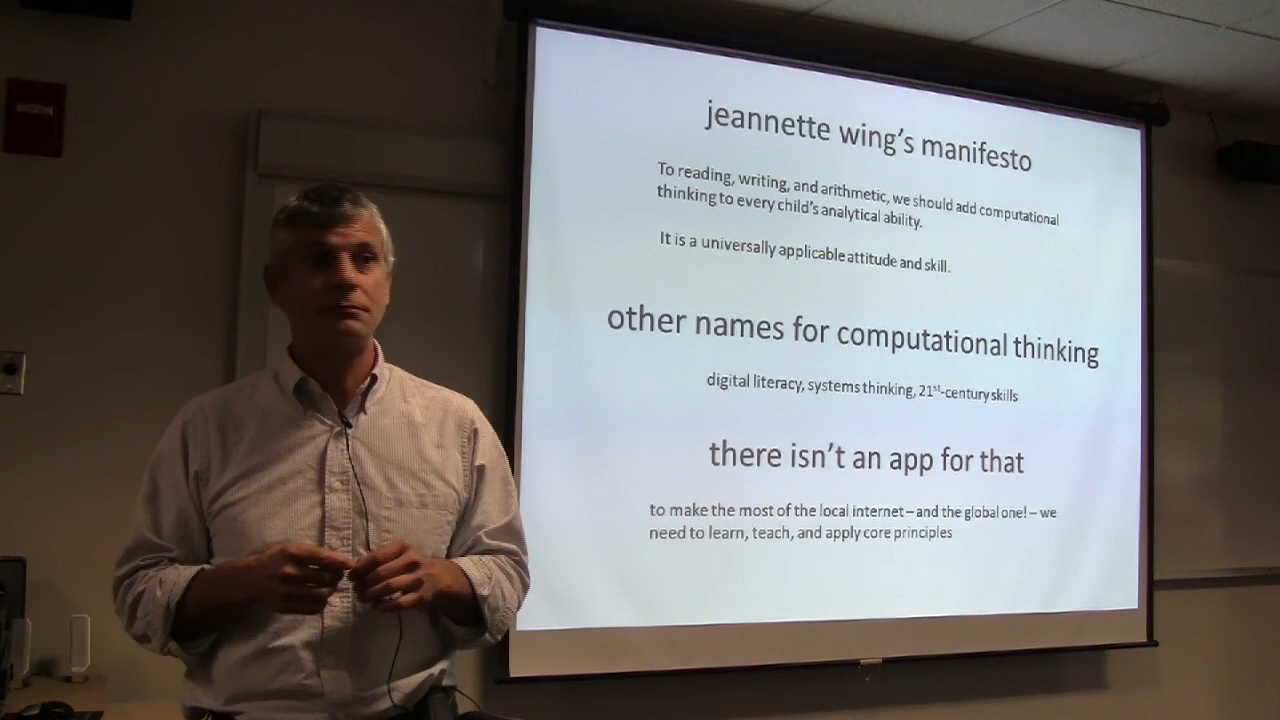 jeannette wing's manifesto
To reading, writing, and arithmetic, we should add computational
thinking to every child's analytical ability.
It is a universally applicable attitude and skill.
other names for computational thinking
digital literacy, systems thinking, 21st-century skills
there isn't an app for that
to make the most of the local internet – and the global one! – we
need to learn, teach, and apply core principles